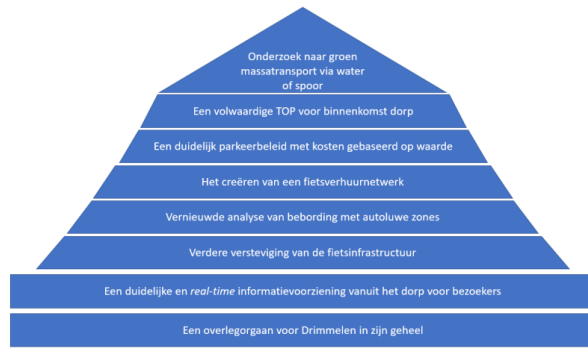 Onderzoek naar groen
massatransport via water
of spoor
Een volwaardige TOP voor binnenkomst dorp
Een duidelijk parkeerbeleid met kosten gebaseerd op waarde
Het creëren van een fietsverhuurnetwerk
Vernieuwde analyse van bebording met autoluwe zones
Verdere versteviging van de fietsinfrastructuur
Een duidelijke en real-time informatievoorziening vanuit het dorp voor bezoekers
Een overlegorgaan voor Drimmelen in zijn geheel